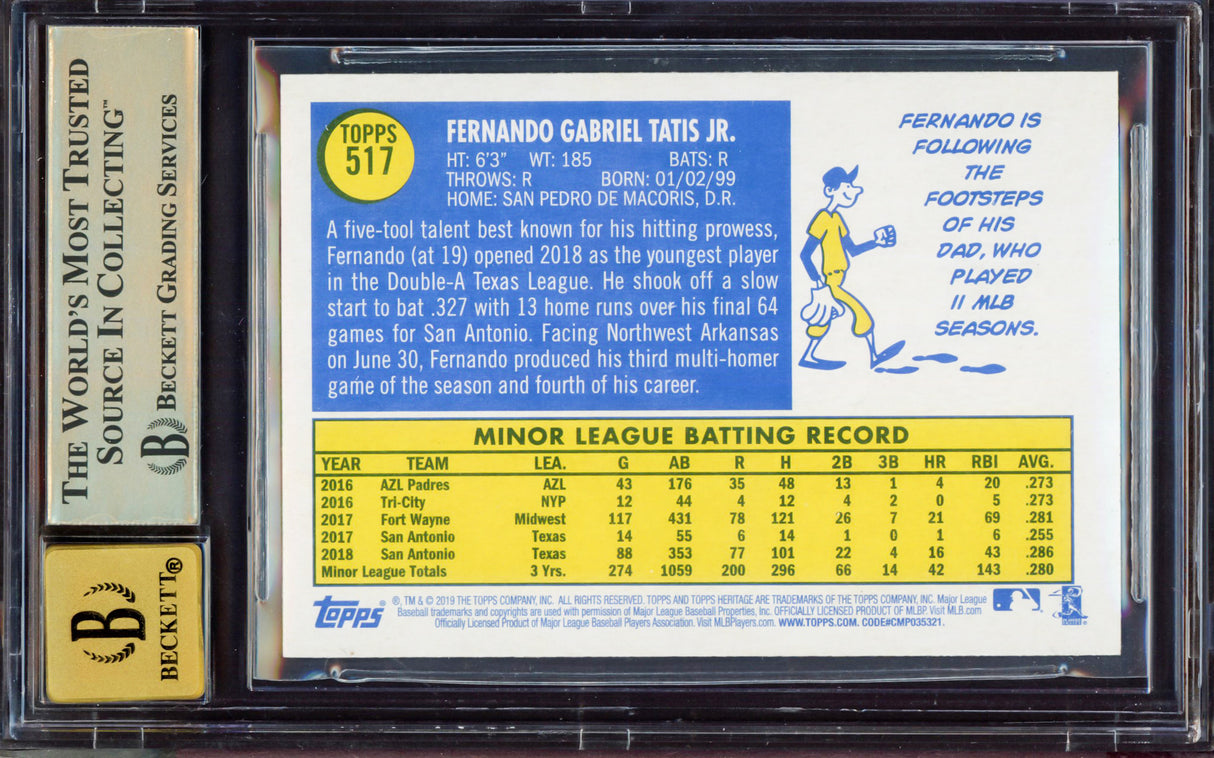 THE WORLD'S MOST TRUSTED
SOURCE IN COLLECTING™
B BECKETT GRADING SERVICES
B
BECKETT®
TOPPS
517
FERNANDO GABRIEL TATIS JR.
HT: 6'3" WT: 185 BATS: R
THROWS: R BORN: 01/02/99
HOME: SAN PEDRO DE MACORIS, D.R.
A five-tool talent best known for his hitting prowess,
Fernando (at 19) opened 2018 as the youngest player
in the Double-A Texas League. He shook off a slow
start to bat .327 with 13 home runs over his final 64
games for San Antonio. Facing Northwest Arkansas
on June 30, Fernando produced his third multi-homer
game of the season and fourth of his career.
FERNANDO IS
FOLLOWING
THE
FOOTSTEPS
OF HIS
DAD, WHO
PLAYED
11 MLB
SEASONS.
MINOR LEAGUE BATTING RECORD
YEAR TEAM LEA. G AB R H 2B 3B HR RBI AVG.
2016 AZL Padres AZL 43 176 35 48 13 1 4 20 .273
2016 Tri-City NYP 12 44 4 12 4 2 0 5 .273
2017 Fort Wayne Midwest 117 431 78 121 26 7 21 69 .281
2017 San Antonio Texas 14 55 6 14 1 0 1 6 .255
2018 San Antonio Texas 88 353 77 101 22 4 16 43 .286
Minor League Totals 3 Yrs. 274 1059 200 296 66 14 42 143 .280
Topps®
®, TM & © 2019 THE TOPPS COMPANY, INC. ALL RIGHTS RESERVED. TOPPS AND TOPPS HERITAGE ARE TRADEMARKS OF THE TOPPS COMPANY, INC. Major League
Baseball trademarks and copyrights are used with permission of Major League Baseball Properties, Inc. OFFICIALLY LICENSED PRODUCT OF MLBP. Visit MLB.com
Officially Licensed Product of Major League Baseball Players Association. Visit MLBPlayers.com. WWW.TOPPS.COM. CODE#CMP035321.